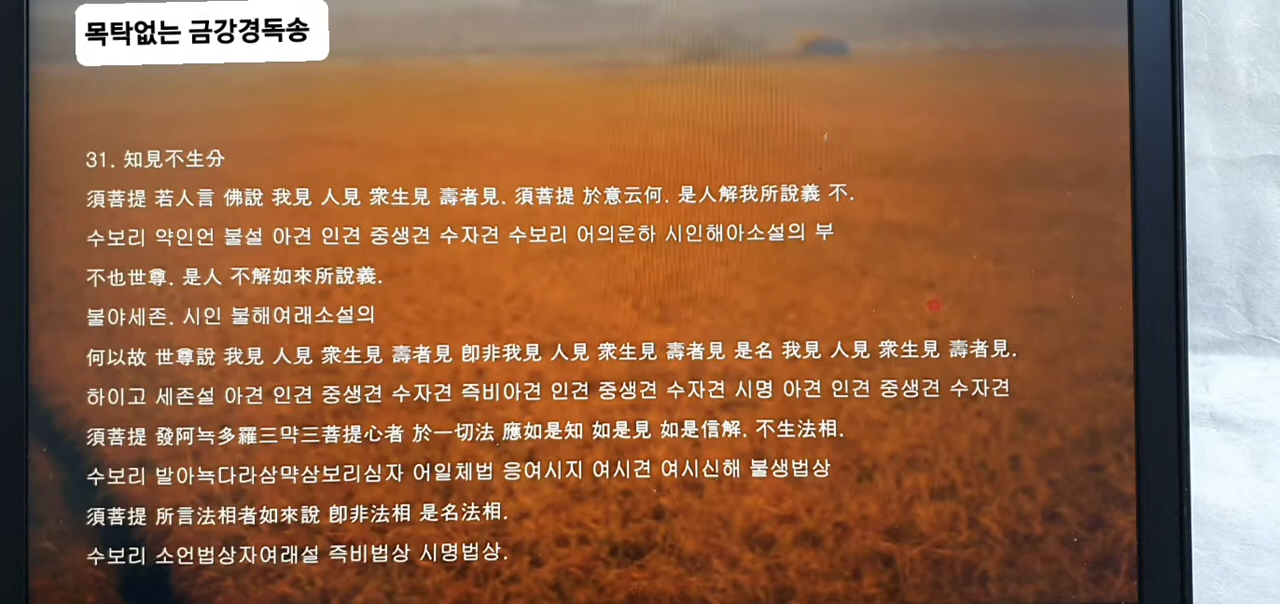 목탁없는 금강경독송
31. 知見不生分
須菩提 若人言 佛說 我見 人見 衆生見 壽者見. 須菩提 於意云何. 是人解我所說義 不.
수보리 약인언 불설 아견 인견 중생견 수자견 수보리 어의운하 시인해아소설의 부
不也世尊. 是人 不解如來所說義.
불야세존. 시인 불해여래소설의
何以故 世尊說 我見 人見 衆生見 壽者見 卽非我見 人見 衆生見 壽者見 是名 我見 人見 衆生見 壽者見.
하이고 세존설 아견 인견 중생견 수자견 즉비아견 인견 중생견 수자견 시명 아견 인견 중생견 수자견
須菩提 發阿뇩多羅三먁三菩提心者 於一切法 應如是知 如是見 如是信解. 不生法相.
수보리 발아뇩다라삼먁삼보리심자 어일체법 응여시지 여시견 여시신해 불생법상
須菩提 所言法相者如來說 卽非法相 是名法相.
수보리 소언법상자여래설 즉비법상 시명법상.